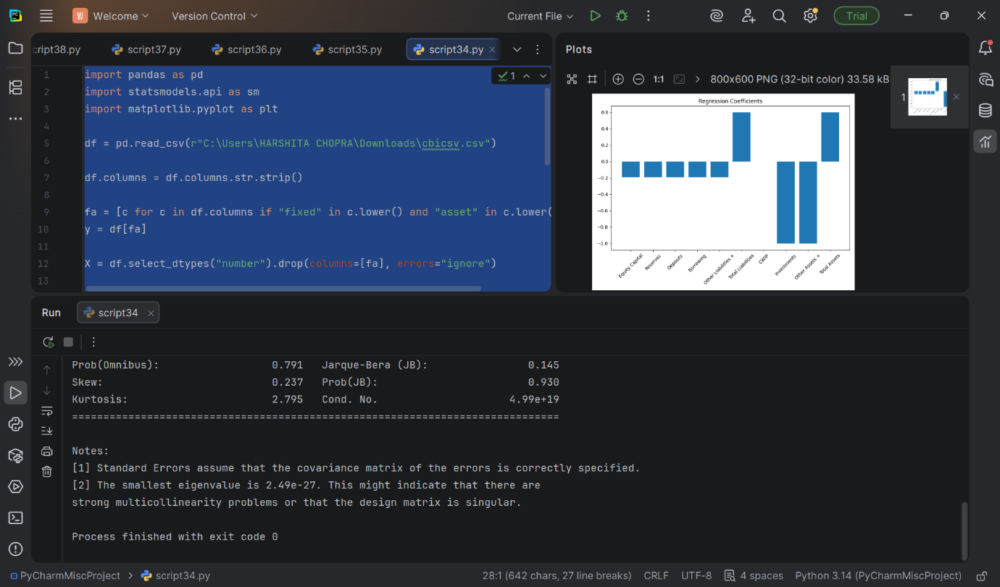 W Welcome Version Control Current File Trial
cript38.py script37.py script36.py script35.py script34.py
1 import pandas as pd
2 import statsmodels.api as sm
3 import matplotlib.pyplot as plt
4
5 df = pd.read_csv(r"C:\Users\HARSHITA CHOPRA\Downloads\cbicsv.csv")
6
7 df.columns = df.columns.str.strip()
8
9 fa = [c for c in df.columns if "fixed" in c.lower() and "asset" in c.lower(
10 y = df[fa]
11
12 X = df.select_dtypes("number").drop(columns=[fa], errors="ignore")
13
1
Plots
1:1 800x600 PNG (32-bit color) 33.58 kB
1
Regression Coefficients
0.6
0.4
0.2
0.0
−0.2
−0.4
−0.6
−0.8
−1.0
Equity Capital
Reserves
Deposits
Borrowing
Other Liabilities +
Total Liabilities
CWIP
Investments
Other Assets +
Total Assets
Run script34
Prob(Omnibus): 0.791 Jarque-Bera (JB): 0.145
Skew: 0.237 Prob(JB): 0.930
Kurtosis: 2.795 Cond. No. 4.99e+19
==============================================================================
Notes:
[1] Standard Errors assume that the covariance matrix of the errors is correctly specified.
[2] The smallest eigenvalue is 2.49e-27. This might indicate that there are
strong multicollinearity problems or that the design matrix is singular.
Process finished with exit code 0
PyCharmMiscProject > script34.py 28:1 (642 chars, 27 line breaks) CRLF UTF-8 4 spaces Python 3.14 (PyCharmMiscProject)